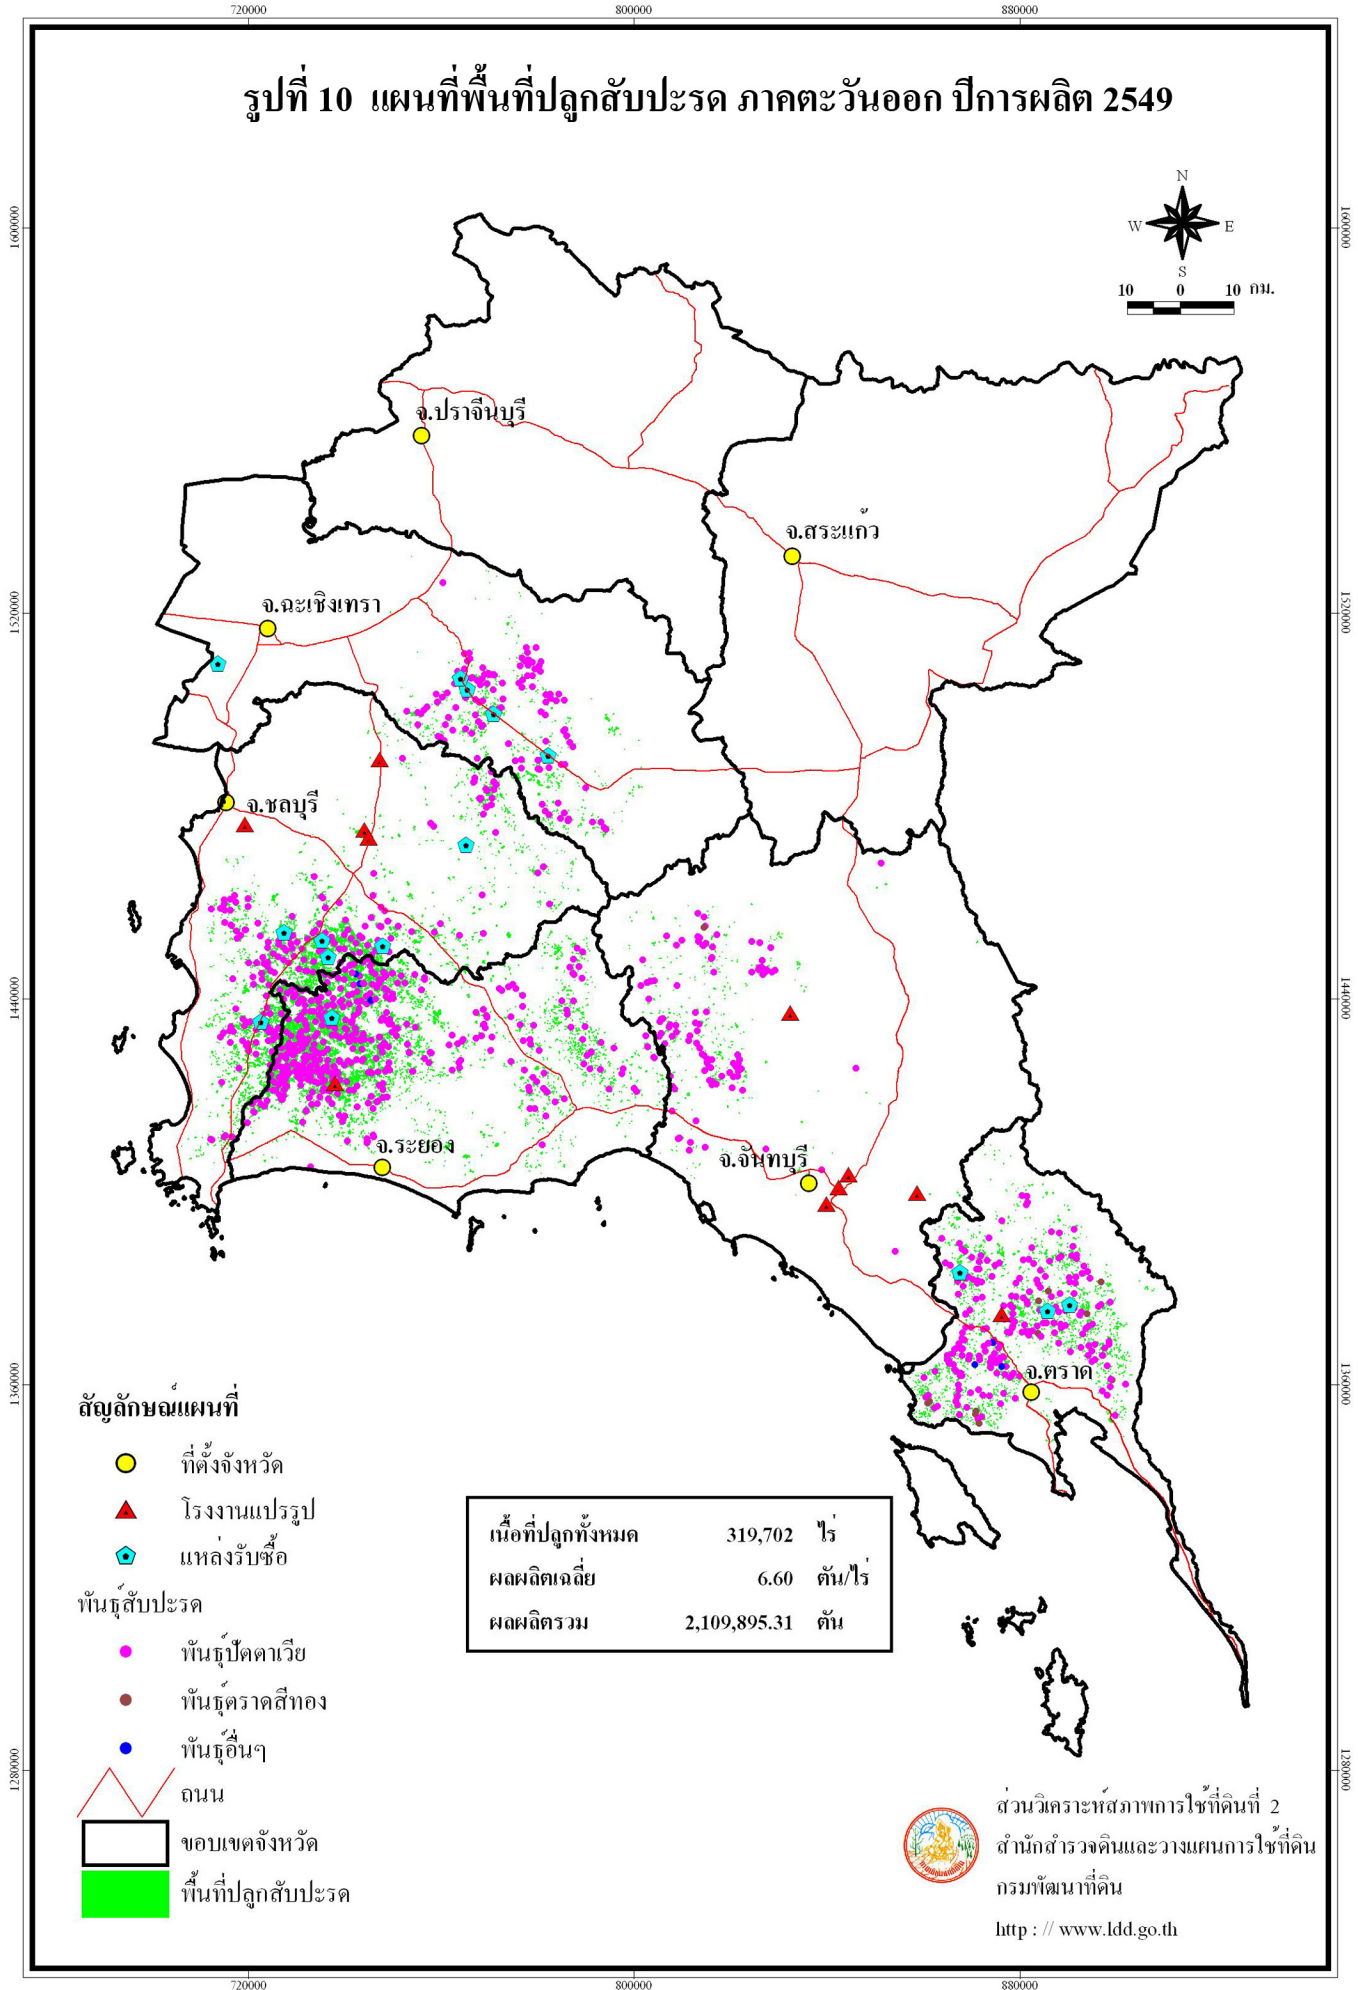 720000
800000
880000
รูปที่ 10 แผนที่พื้นที่ปลูกสับปะรด ภาคตะวันออก ปีการผลิต 2549
N
W
E
S
10 0 10 กม.
1600000
1600000
จ.ปราจีนบุรี
จ.สระแก้ว
จ.ฉะเชิงเทรา
1520000
1520000
จ.ชลบุรี
1440000
1440000
จ.ระยอง
จ.จันทบุรี
จ.ตราด
1360000
1360000
สัญลักษณ์แผนที่
ที่ตั้งจังหวัด
โรงงานแปรรูป
แหล่งรับซื้อ
พันธุ์สับปะรด
พันธุ์ปัตตาเวีย
พันธุ์ตราดสีทอง
พันธุ์อื่นๆ
ถนน
ขอบเขตจังหวัด
พื้นที่ปลูกสับปะรด
เนื้อที่ปลูกทั้งหมด 319,702 ไร่
ผลผลิตเฉลี่ย 6.60 ตัน/ไร่
ผลผลิตรวม 2,109,895.31 ตัน
1280000
1280000
ส่วนวิเคราะห์สภาพการใช้ที่ดินที่ 2
สำนักสำรวจดินและวางแผนการใช้ที่ดิน
กรมพัฒนาที่ดิน
http : // www.ldd.go.th
720000
800000
880000